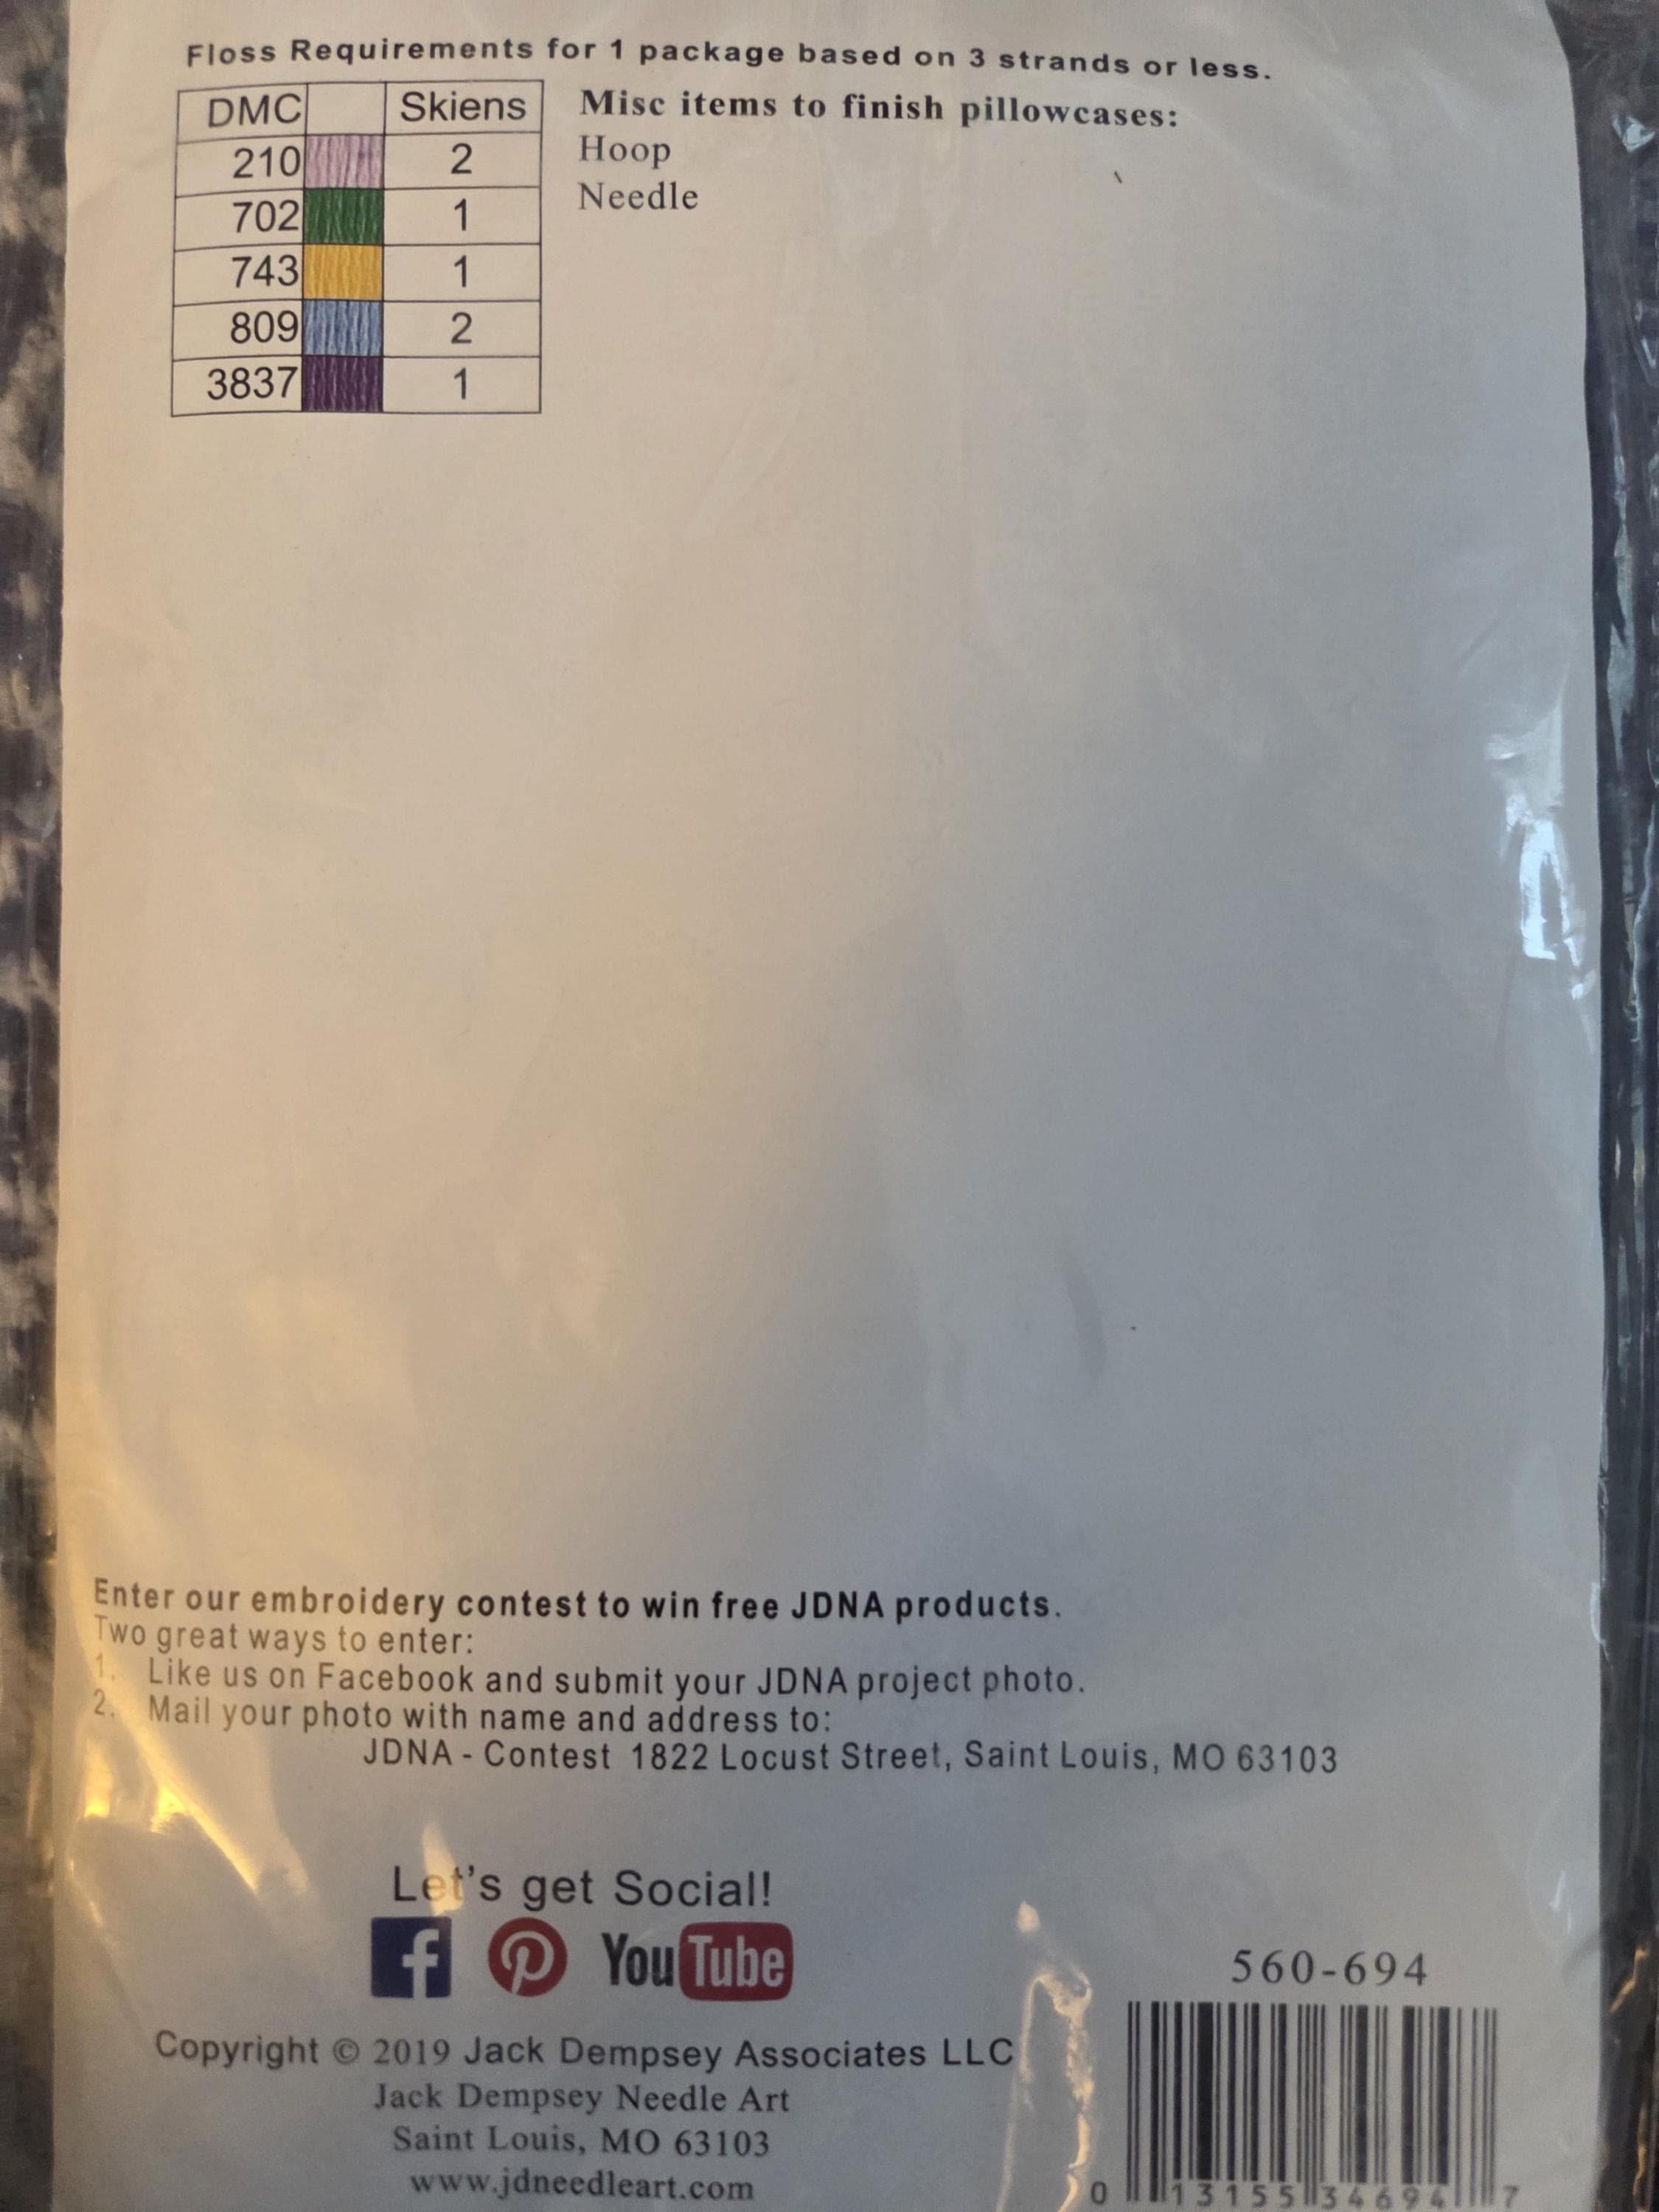 Floss Requirements for 1 package based on 3 strands or less.
DMC Skiens
210 2
702 1
743 1
809 2
3837 1
Misc items to finish pillowcases:
Hoop
Needle
Enter our embroidery contest to win free JDNA products.
Two great ways to enter:
1. Like us on Facebook and submit your JDNA project photo.
2. Mail your photo with name and address to:
JDNA - Contest 1822 Locust Street, Saint Louis, MO 63103
Let's get Social!
f P YouTube
Copyright © 2019 Jack Dempsey Associates LLC
Jack Dempsey Needle Art
Saint Louis, MO 63103
www.jdneedleart.com
560-694
0 13155 34694 7